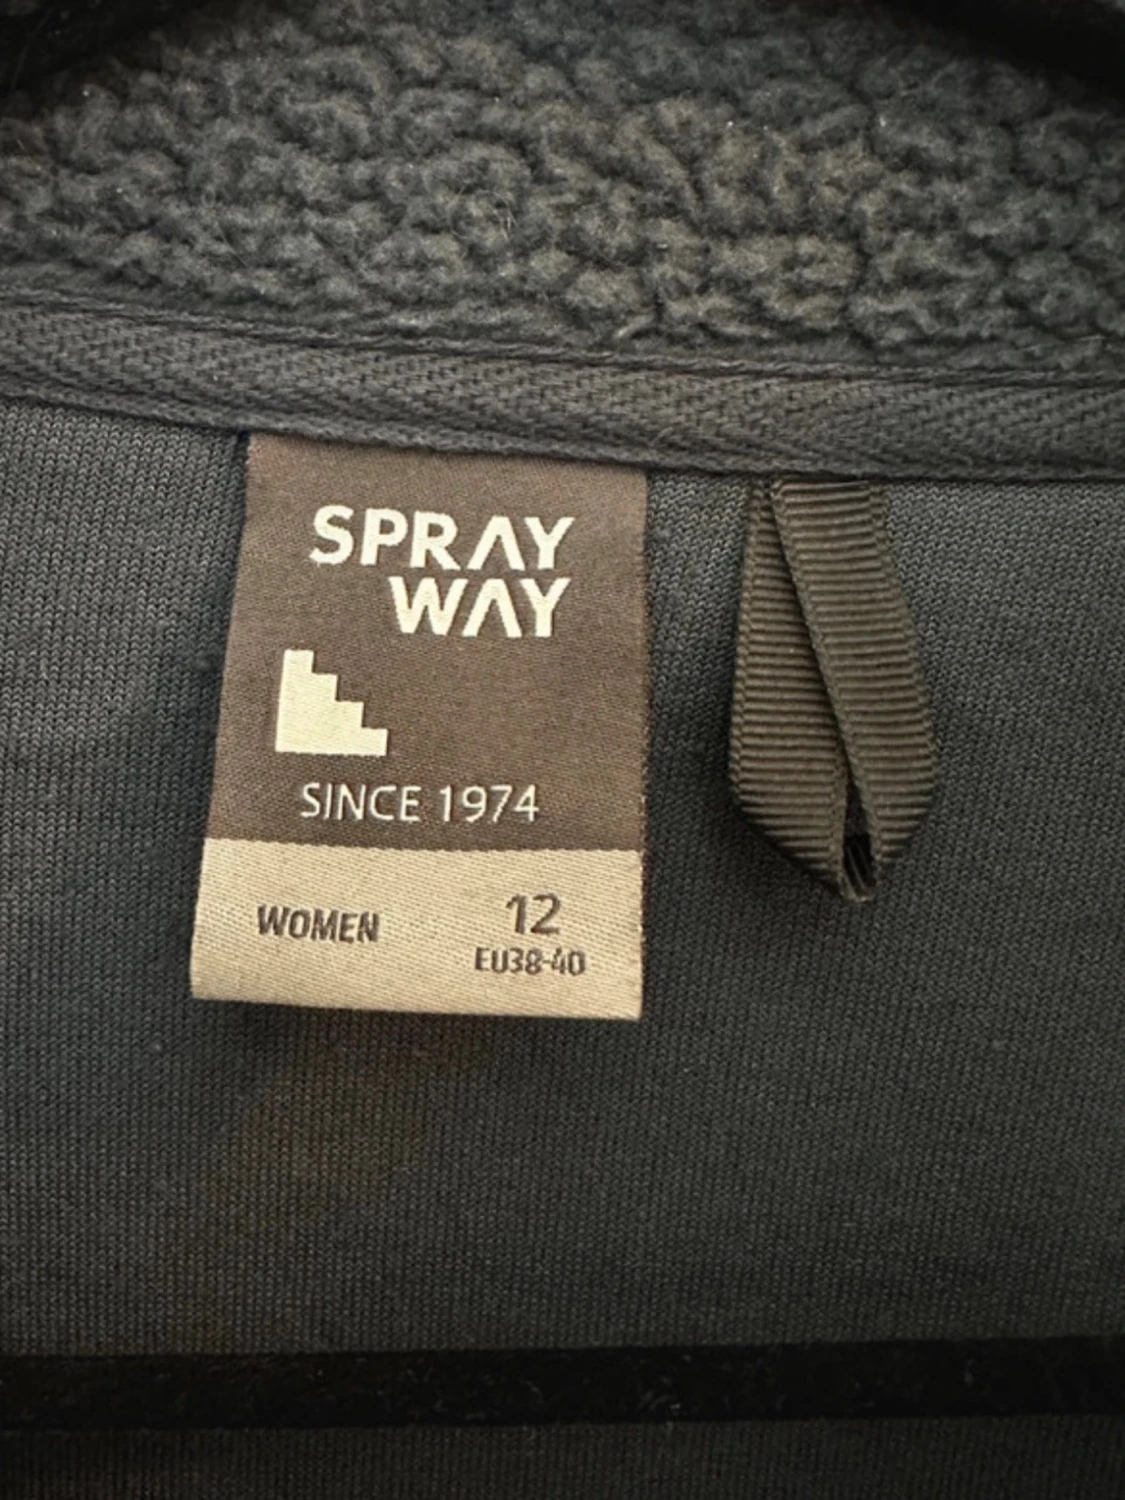 SPRAY
WAY
SINCE 1974
WOMEN 12
EU38-40